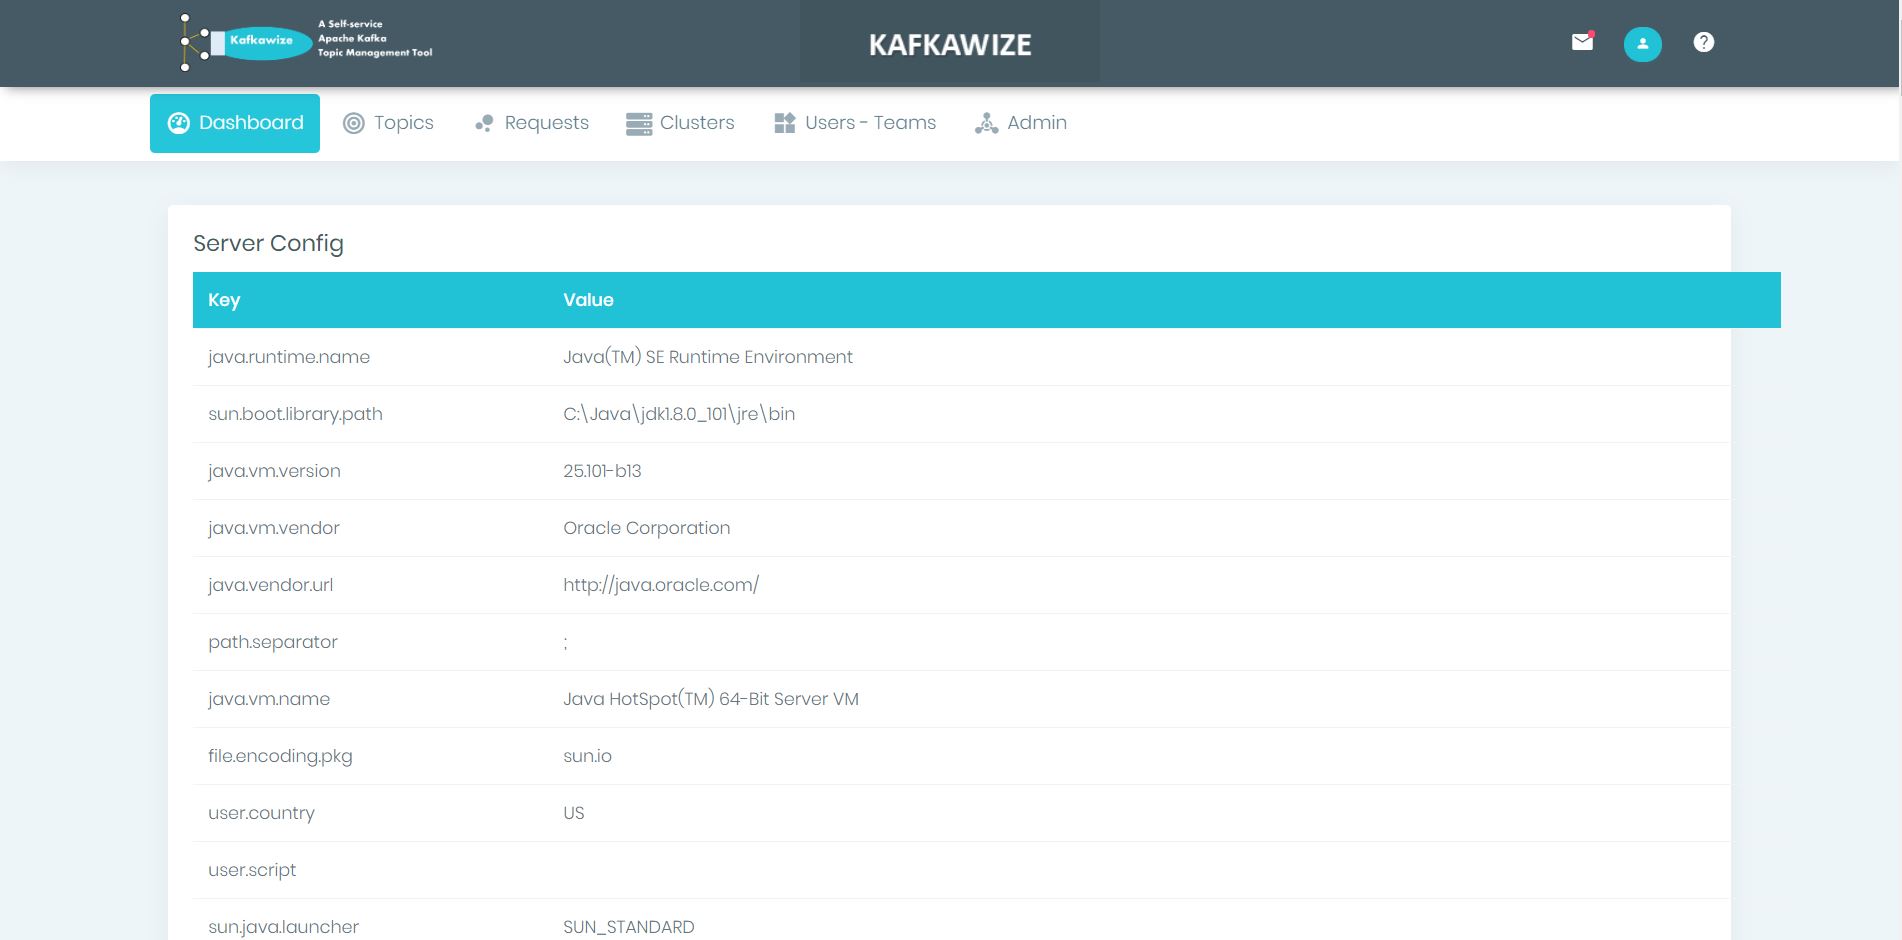 A Self-service
Kafkawize Apache Kafka
Topic Management Tool
KAFKAWIZE
Dashboard Topics Requests Clusters Users - Teams Admin
Server Config
Key Value
java.runtime.name Java(TM) SE Runtime Environment
sun.boot.library.path C:\Java\jdk1.8.0_101\jre\bin
java.vm.version 25.101-b13
java.vm.vendor Oracle Corporation
java.vendor.url http://java.oracle.com/
path.separator ;
java.vm.name Java HotSpot(TM) 64-Bit Server VM
file.encoding.pkg sun.io
user.country US
user.script
sun.java.launcher SUN_STANDARD